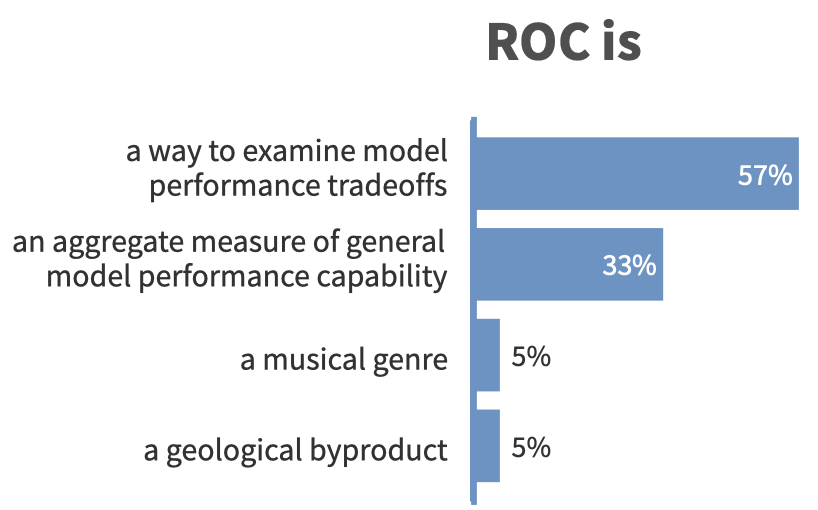 ROC is
a way to examine model
performance tradeoffs
57%
an aggregate measure of general
model performance capability
33%
a musical genre
5%
a geological byproduct
5%